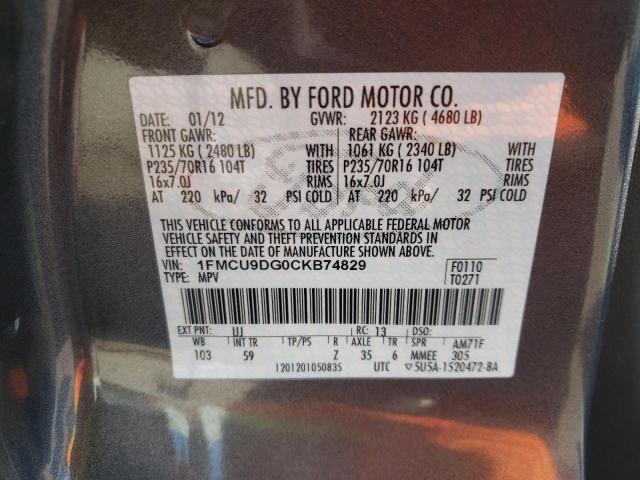 MFD. BY FORD MOTOR CO.
DATE: 01/12 GVWR: 2123 KG ( 4680 LB)
FRONT GAWR: REAR GAWR:
1125 KG ( 2480 LB) WITH 1061 KG ( 2340 LB) WITH
P235/70R16 104T TIRES P235/70R16 104T TIRES
16x7.0J RIMS 16x7.0J RIMS
AT 220 kPa/ 32 PSI COLD AT 220 kPa/ 32 PSI COLD
THIS VEHICLE CONFORMS TO ALL APPLICABLE FEDERAL MOTOR
VEHICLE SAFETY AND THEFT PREVENTION STANDARDS IN
EFFECT ON THE DATE OF MANUFACTURE SHOWN ABOVE.
VIN: 1FMCU9DG0CKB74829 F0110
TYPE: MPV T0271
EXT PNT: UJ RC: 13 DSO:
WB INT TR TP/PS R AXLE TR SPR AM71F
103 59 Z 35 6 MMEE 305
1201201050835 UTC ▽5U5A-1520472-BA
Ford